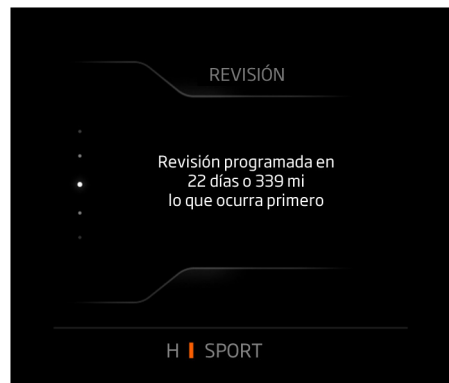 REVISIÓN
Revisión programada en
22 días o 339 mi
lo que ocurra primero
H SPORT